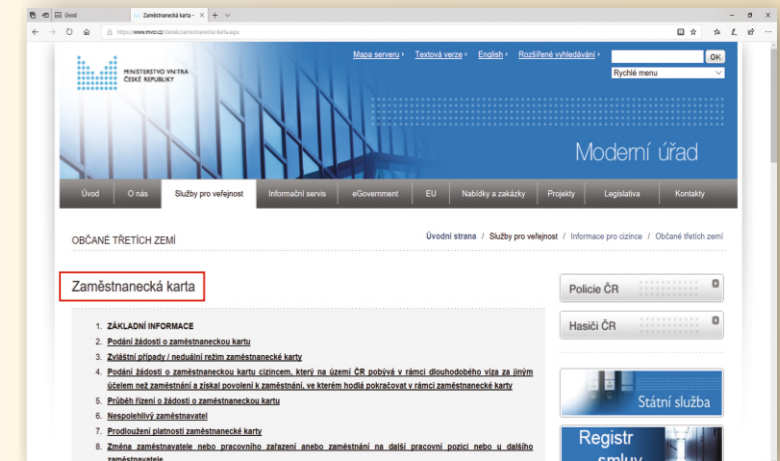 Úvod
Zaměstnanecká karta -
https://www.mvcr.cz/clanek/zamestnanecka-karta.aspx
Mapa serveru
Textová verze
English
Rozšířené vyhledávání
OK
Rychlé menu
MINISTERSTVO VNITRA
ČESKÉ REPUBLIKY
Moderní úřad
Úvod O nás Služby pro veřejnost Informační servis eGovernment EU Nabídky a zakázky Projekty Legislativa Kontakty
OBČANÉ TŘETÍCH ZEMÍ
Úvodní strana / Služby pro veřejnost / Informace pro cizince / Občané třetích zemí
Zaměstnanecká karta
1. ZÁKLADNÍ INFORMACE
2. Podání žádosti o zaměstnaneckou kartu
3. Zvláštní případy / neduální režim zaměstnanecké karty
4. Podání žádosti o zaměstnaneckou kartu cizincem, který na území ČR pobývá v rámci dlouhodobého víza za jiným
účelem než zaměstnání a získal povolení k zaměstnání, ve kterém hodlá pokračovat v rámci zaměstnanecké karty
5. Průběh řízení o žádosti o zaměstnaneckou kartu
6. Nespolehlivý zaměstnavatel
7. Prodloužení platnosti zaměstnanecké karty
8. Změna zaměstnavatele nebo pracovního zařazení anebo zaměstnání na další pracovní pozici nebo u dalšího
zaměstnavatele
Policie ČR
Hasiči ČR
Státní služba
Registr
smluv